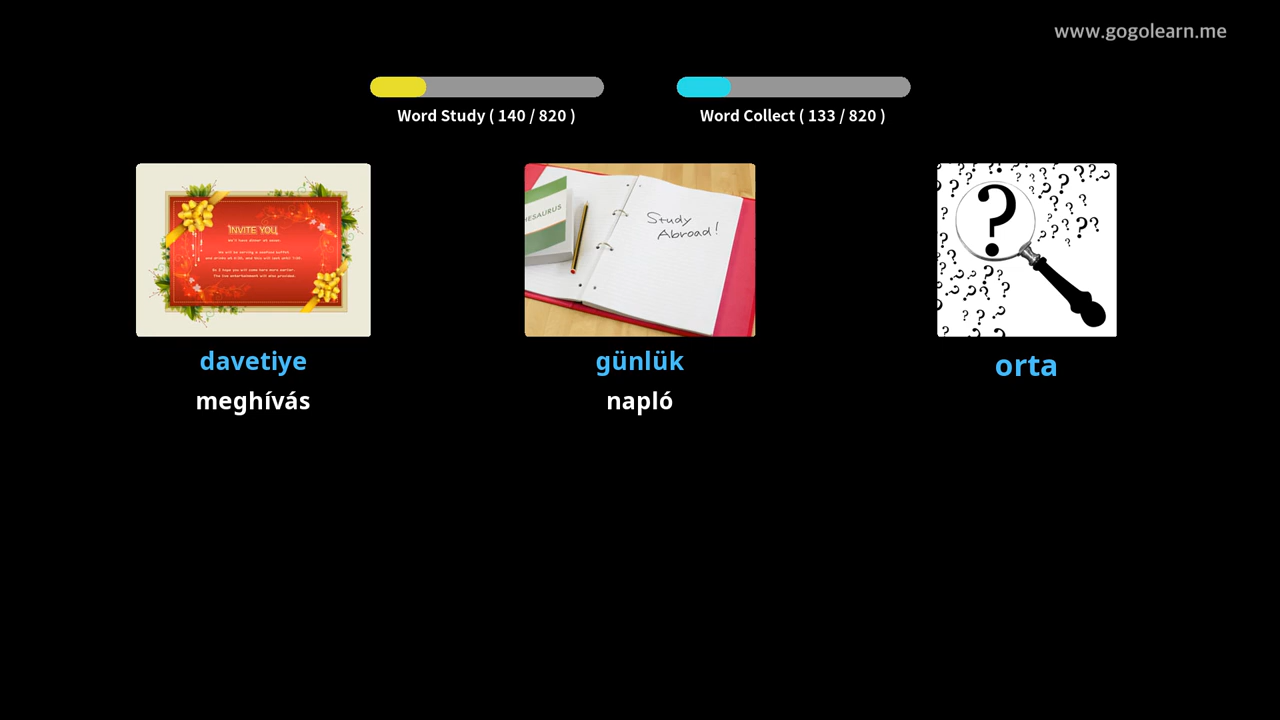 www.gogolearn.me
Word Study ( 140 / 820 )
Word Collect ( 133 / 820 )
INVITE YOU
THESAURUS
Study
Abroad!
davetiye
günlük
orta
meghívás
napló